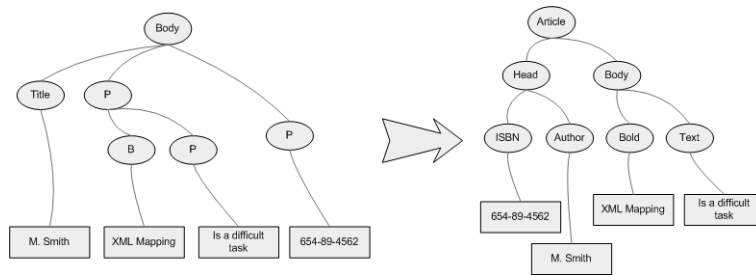 Body
Title
P
B
P
P
M. Smith
XML Mapping
Is a difficult
task
654-89-4562
Article
Head
Body
ISBN
Author
Bold
Text
654-89-4562
M. Smith
XML Mapping
Is a difficult
task